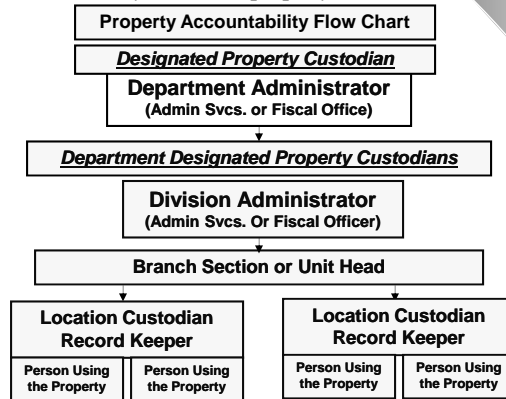 Property Accountability Flow Chart
Designated Property Custodian
Department Administrator
(Admin Svcs. or Fiscal Office)
Department Designated Property Custodians
Division Administrator
(Admin Svcs. Or Fiscal Officer)
Branch Section or Unit Head
Location Custodian
Record Keeper
Person Using
the Property
Person Using
the Property
Location Custodian
Record Keeper
Person Using
the Property
Person Using
the Property